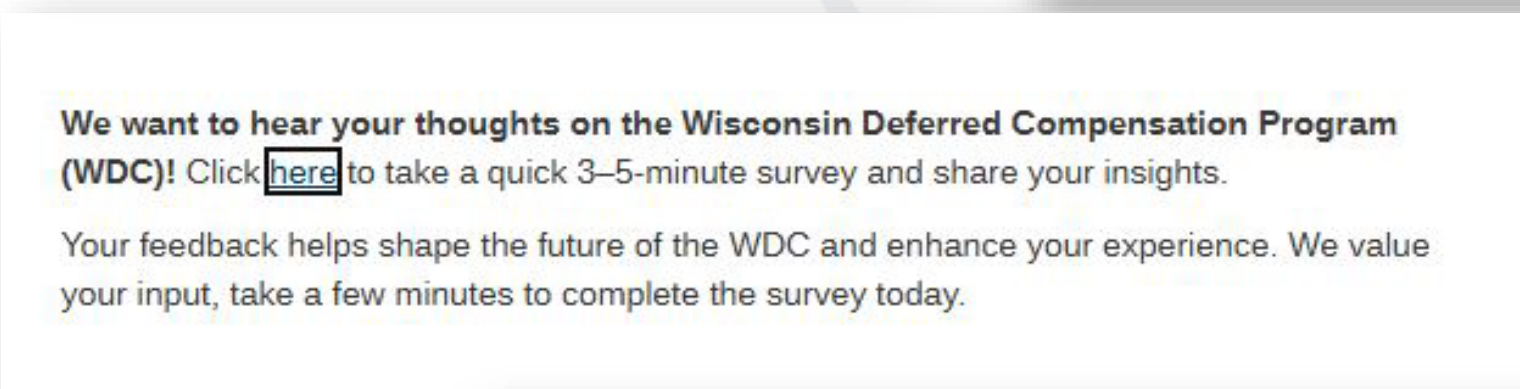 We want to hear your thoughts on the Wisconsin Deferred Compensation Program
(WDC)! Click here to take a quick 3–5-minute survey and share your insights.
Your feedback helps shape the future of the WDC and enhance your experience. We value
your input, take a few minutes to complete the survey today.